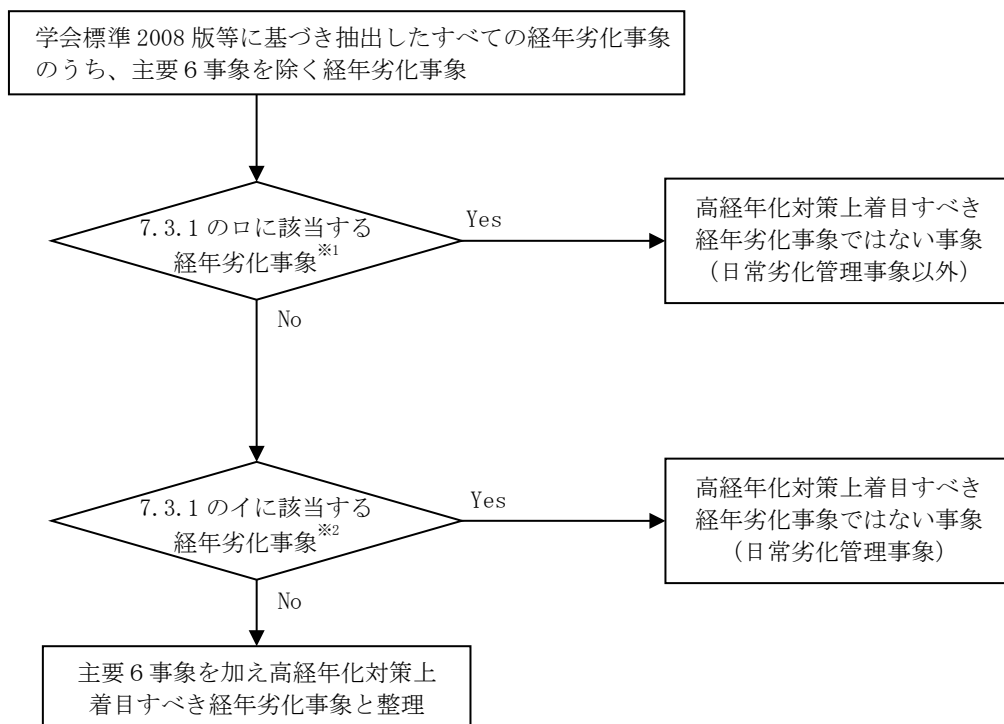 学会標準 2008 版等に基づき抽出したすべての経年劣化事象
のうち、主要６事象を除く経年劣化事象
7.3.1 のロに該当する
経年劣化事象※1
Yes
高経年化対策上着目すべき
経年劣化事象ではない事象
（日常劣化管理事象以外）
No
7.3.1 のイに該当する
経年劣化事象※2
Yes
高経年化対策上着目すべき
経年劣化事象ではない事象
（日常劣化管理事象）
No
主要６事象を加え高経年化対策上
着目すべき経年劣化事象と整理